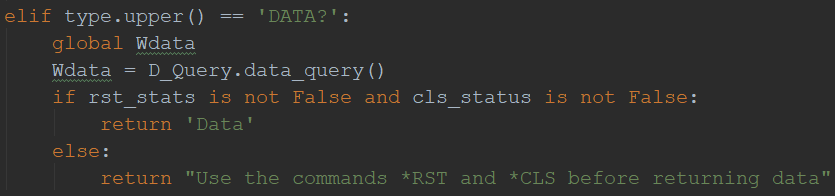 elif type.upper() == 'DATA?':
global Wdata
Wdata = D_Query.data_query()
if rst_stats is not False and cls_status is not False:
return 'Data'
else:
return "Use the commands *RST and *CLS before returning data"